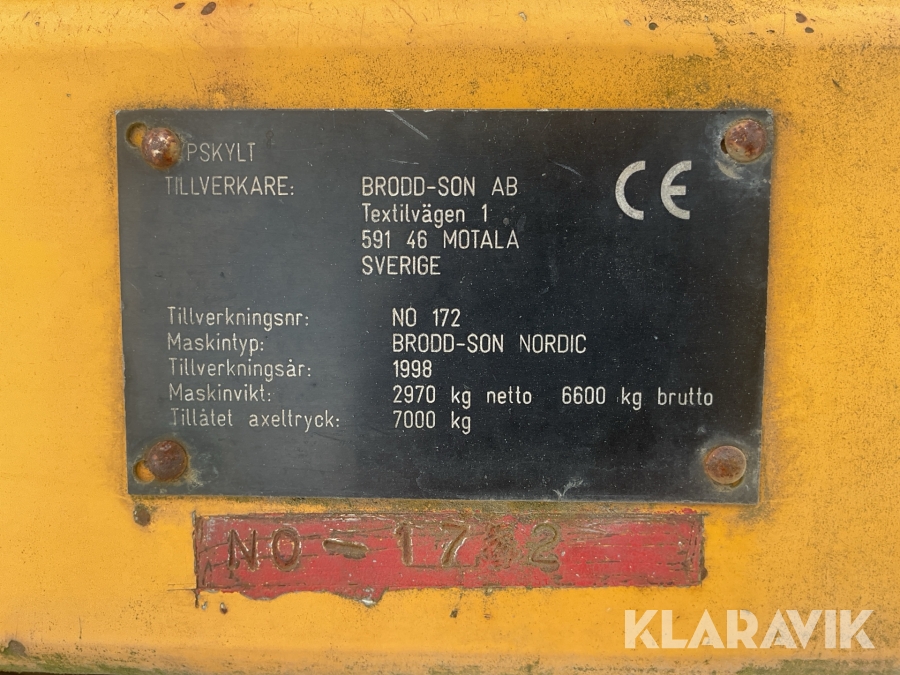 PSKYLT
TILLVERKARE: BRODD-SON AB
Textilvägen 1
591 46 MOTALA
SVERIGE
CE
Tillverkningsnr: NO 172
Maskintyp: BRODD-SON NORDIC
Tillverkningsår: 1998
Maskinvikt: 2970 kg netto 6600 kg brutto
Tillåtet axeltryck: 7000 kg
KLARAVIK